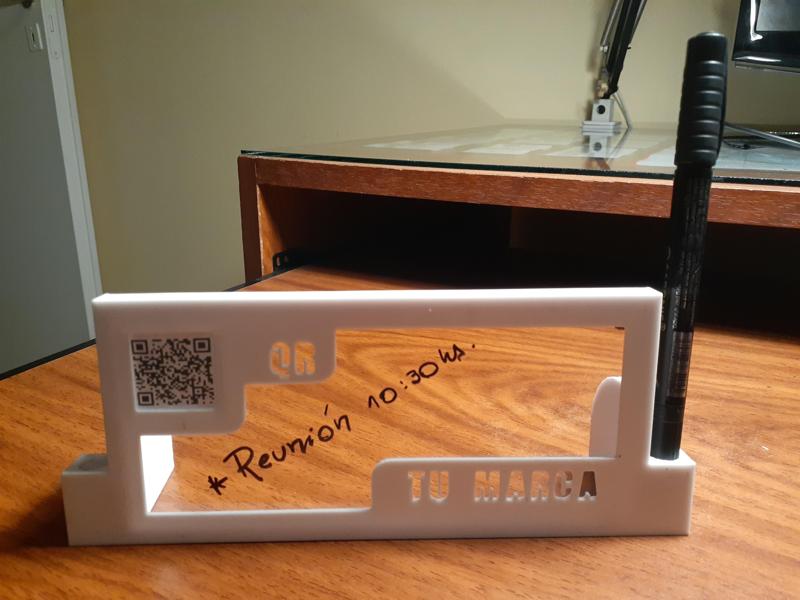 QR
* Reunión 10:30 hs.
TU MARCA